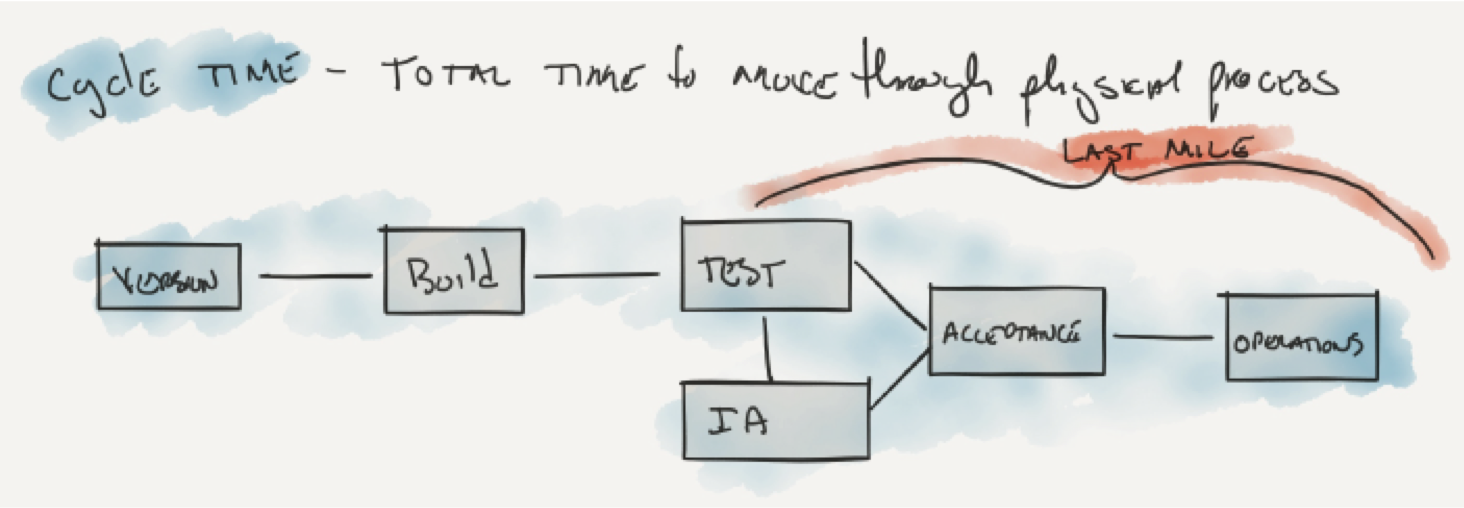 Cycle TIME - TOTAL TIME to MOVE through physical process
LAST MILE
VERSION
Build
TEST
ACCEPTANCE
OPERATIONS
IA